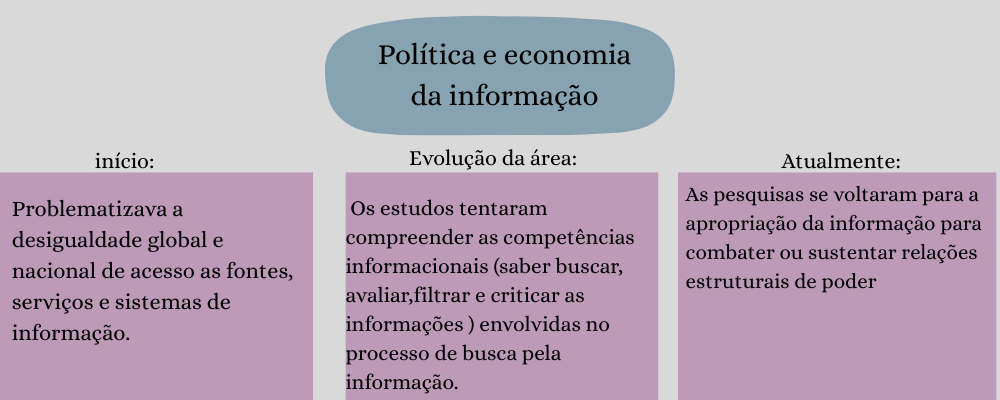 Política e economia
da informação
início:
Problematizava a
desigualdade global e
nacional de acesso as fontes,
serviços e sistemas de
informação.
Evolução da área:
Os estudos tentaram
compreender as competências
informacionais (saber buscar,
avaliar,filtrar e criticar as
informações ) envolvidas no
processo de busca pela
informação.
Atualmente:
As pesquisas se voltaram para a
apropriação da informação para
combater ou sustentar relações
estruturais de poder